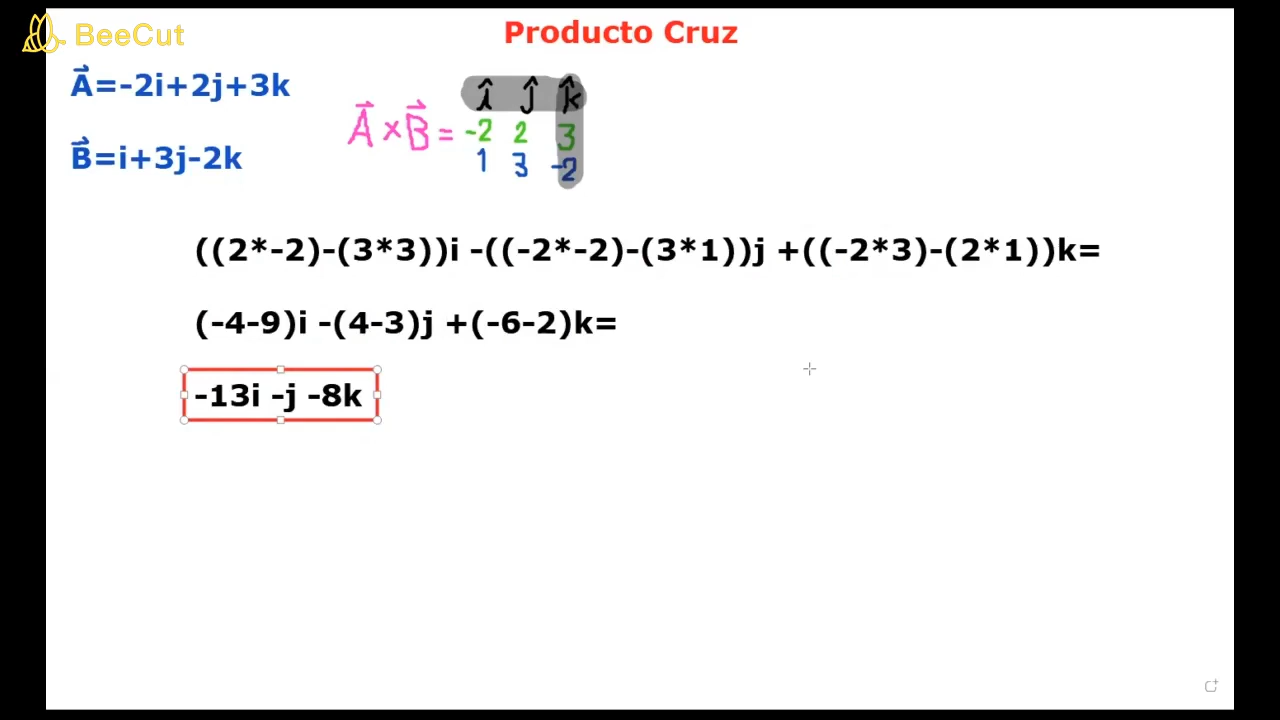 BeeCut
Producto Cruz
A⃗=-2i+2j+3k
B⃗=i+3j-2k
î ĵ k̂
A⃗×B⃗= -2 2 3
1 3 -2
((2*-2)-(3*3))i -((-2*-2)-(3*1))j +((-2*3)-(2*1))k=
(-4-9)i -(4-3)j +(-6-2)k=
-13i -j -8k